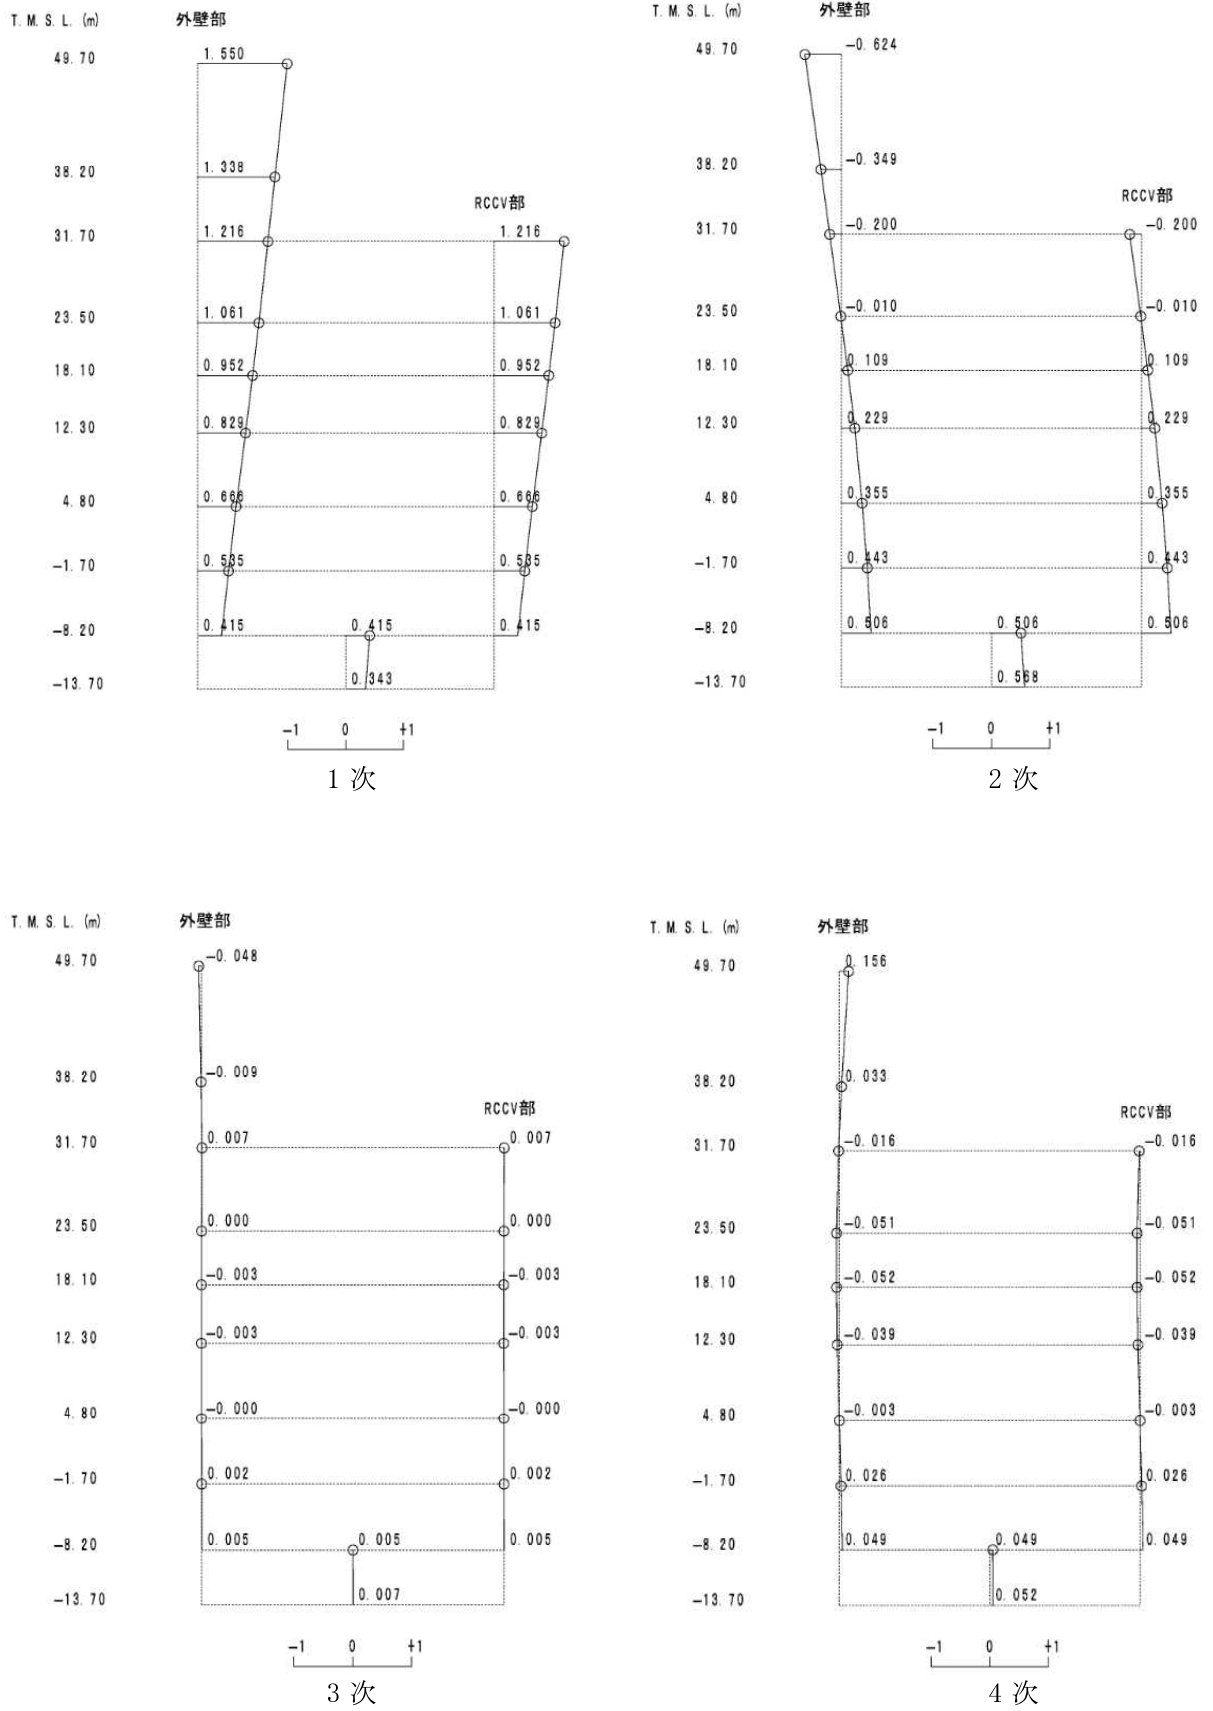 T. M. S. L. (m) 外壁部
49. 70 1. 550
38. 20 1. 338
RCCV部
31. 70 1. 216 1. 216
23. 50 1. 061 1. 061
18. 10 0. 952 0. 952
12. 30 0. 829 0. 829
4. 80 0. 666 0. 666
-1. 70 0. 535 0. 535
-8. 20 0. 415 0. 415 0. 415
-13. 70 0. 343
-1 0 +1
1 次
T. M. S. L. (m) 外壁部
49. 70 -0. 624
38. 20 -0. 349
RCCV部
31. 70 -0. 200 -0. 200
23. 50 -0. 010 -0. 010
18. 10 0. 109 0. 109
12. 30 0. 229 0. 229
4. 80 0. 355 0. 355
-1. 70 0. 443 0. 443
-8. 20 0. 506 0. 506 0. 506
-13. 70 0. 568
-1 0 +1
2 次
T. M. S. L. (m) 外壁部
49. 70 -0. 048
38. 20 -0. 009
RCCV部
31. 70 0. 007 0. 007
23. 50 0. 000 0. 000
18. 10 -0. 003 -0. 003
12. 30 -0. 003 -0. 003
4. 80 -0. 000 -0. 000
-1. 70 0. 002 0. 002
-8. 20 0. 005 0. 005 0. 005
-13. 70 0. 007
-1 0 +1
3 次
T. M. S. L. (m) 外壁部
49. 70 0. 156
38. 20 0. 033
RCCV部
31. 70 -0. 016 -0. 016
23. 50 -0. 051 -0. 051
18. 10 -0. 052 -0. 052
12. 30 -0. 039 -0. 039
4. 80 -0. 003 -0. 003
-1. 70 0. 026 0. 026
-8. 20 0. 049 0. 049 0. 049
-13. 70 0. 052
-1 0 +1
4 次